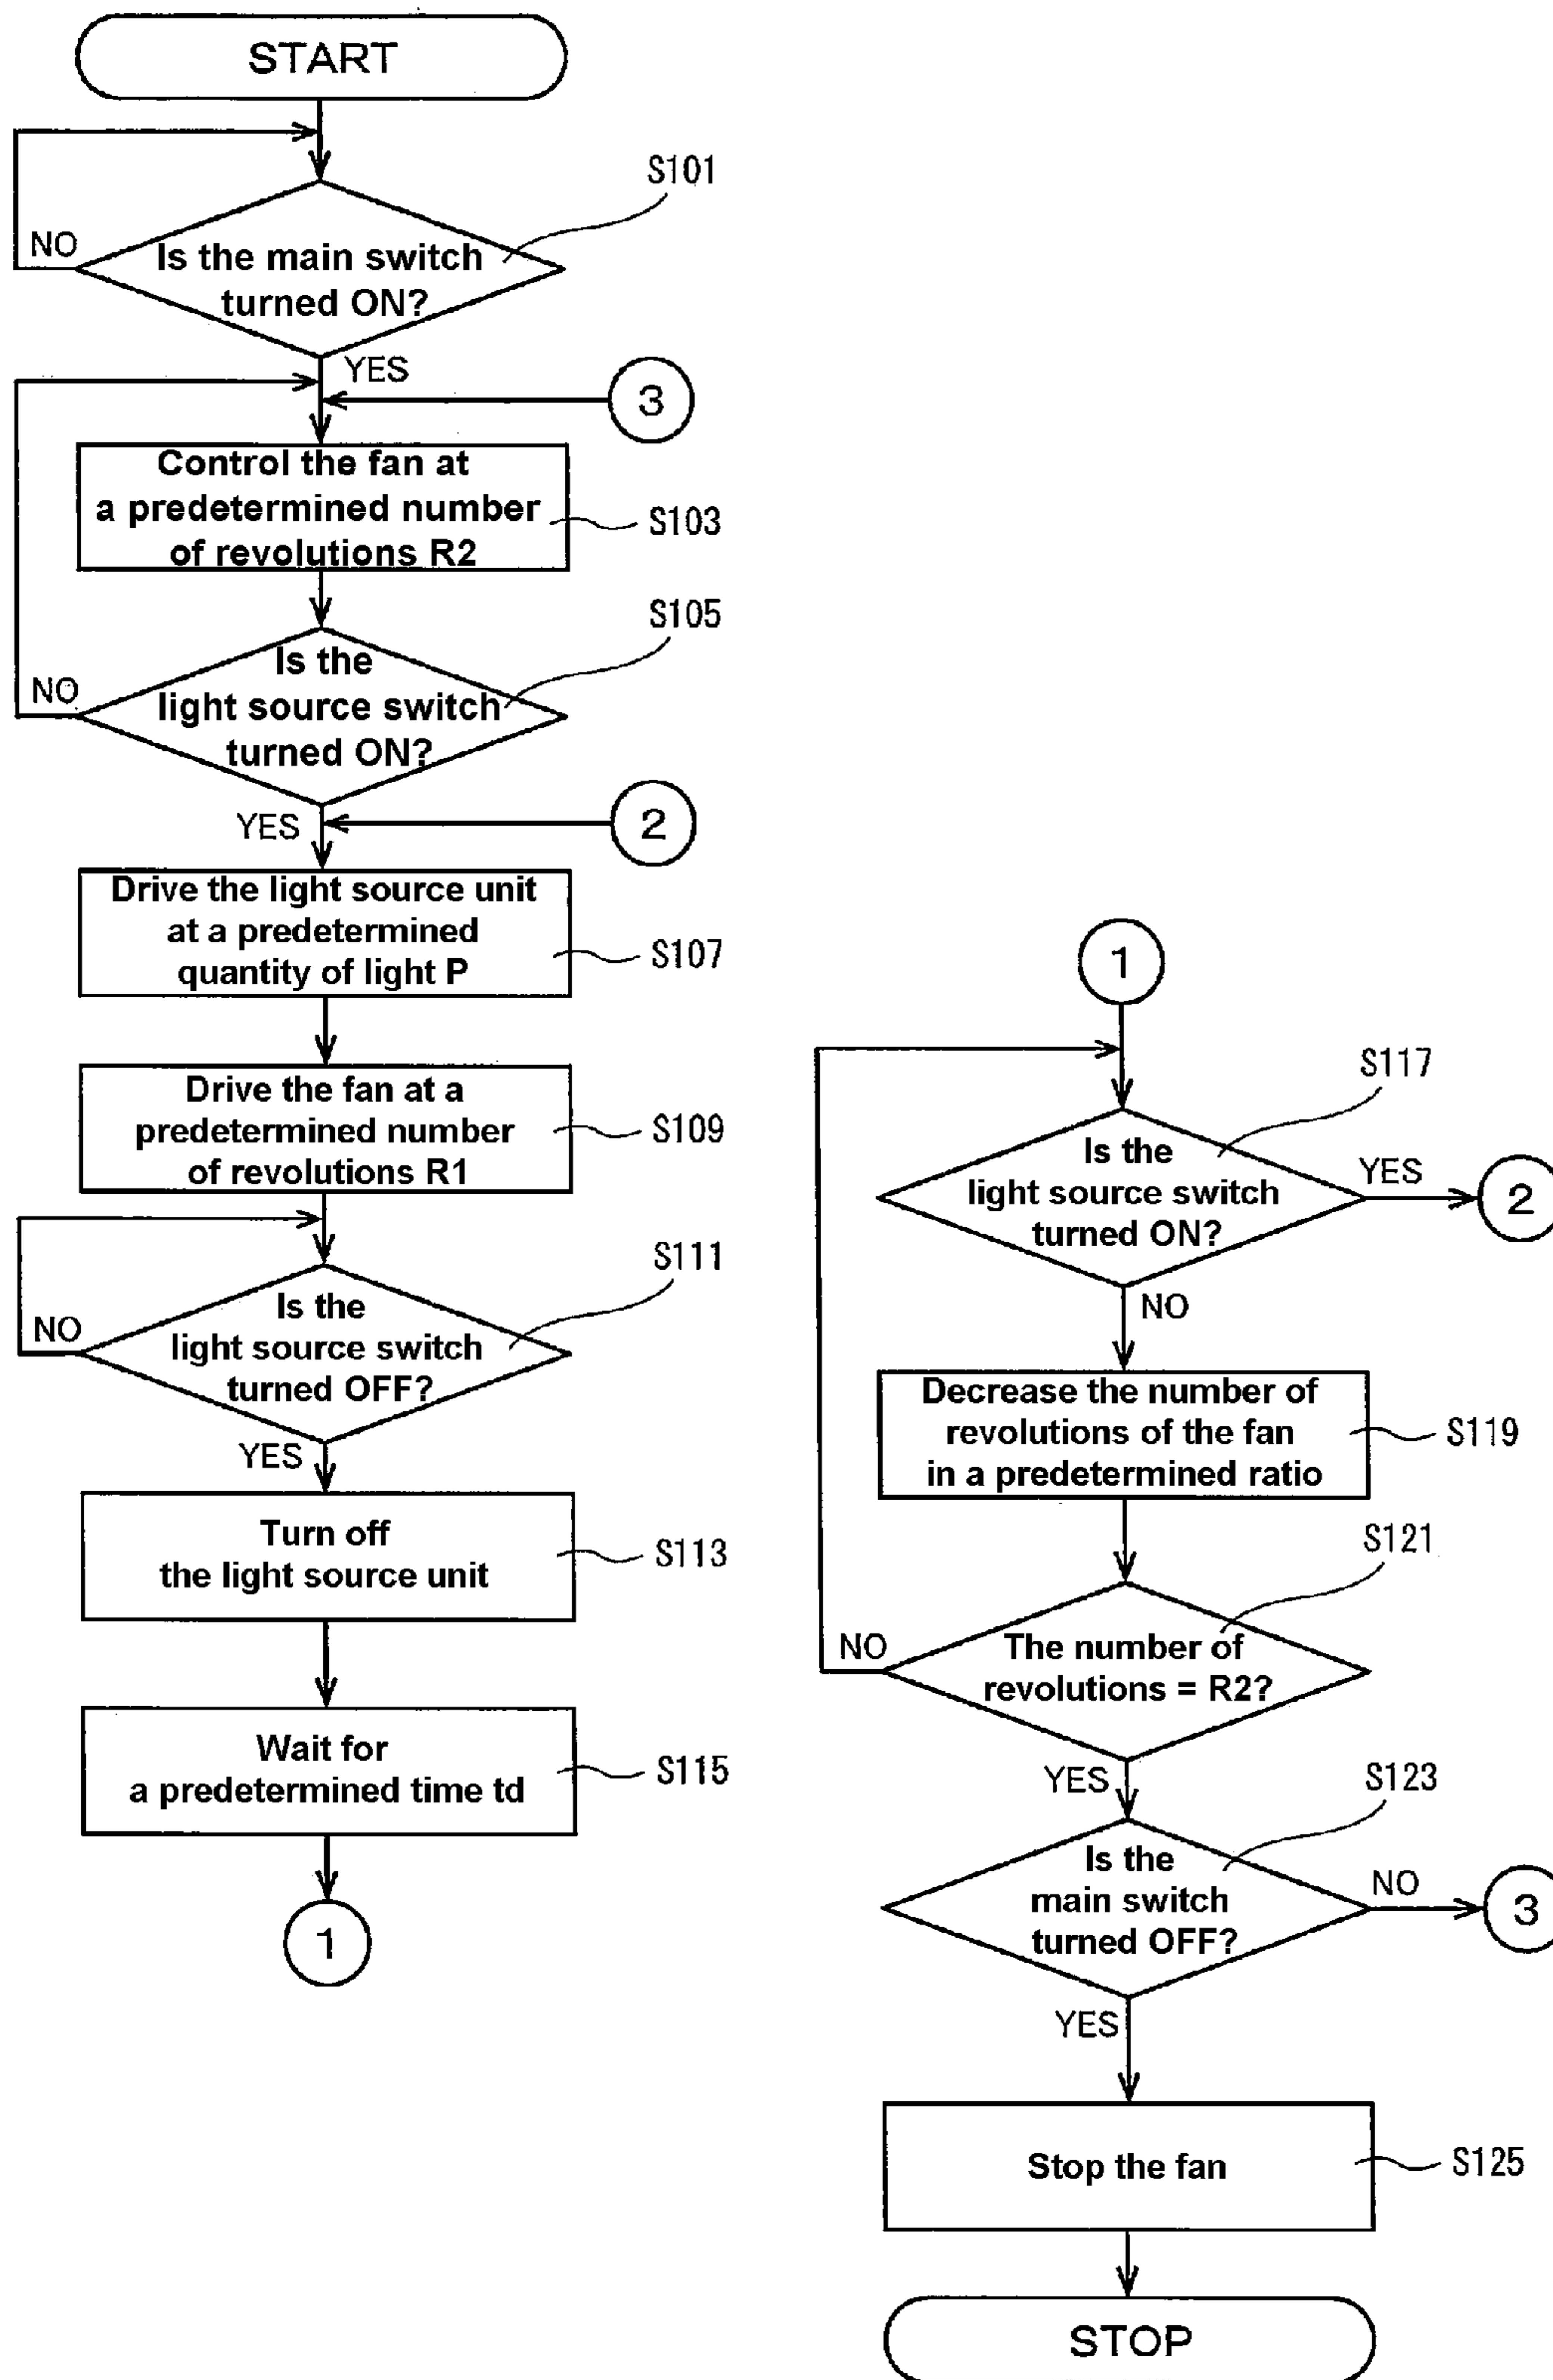 START
S101
NO
Is the main switch
turned ON?
YES
3
Control the fan at
a predetermined number
of revolutions R2
S103
S105
Is the
light source switch
turned ON?
NO
YES
2
Drive the light source unit
at a predetermined
quantity of light P
S107
Drive the fan at a
predetermined number
of revolutions R1
S109
S111
Is the
light source switch
turned OFF?
NO
YES
Turn off
the light source unit
S113
Wait for
a predetermined time td
S115
1
1
S117
Is the
light source switch
turned ON?
YES
2
NO
Decrease the number of
revolutions of the fan
in a predetermined ratio
S119
S121
NO
The number of
revolutions = R2?
YES
S123
Is the
main switch
turned OFF?
NO
3
YES
Stop the fan
S125
STOP